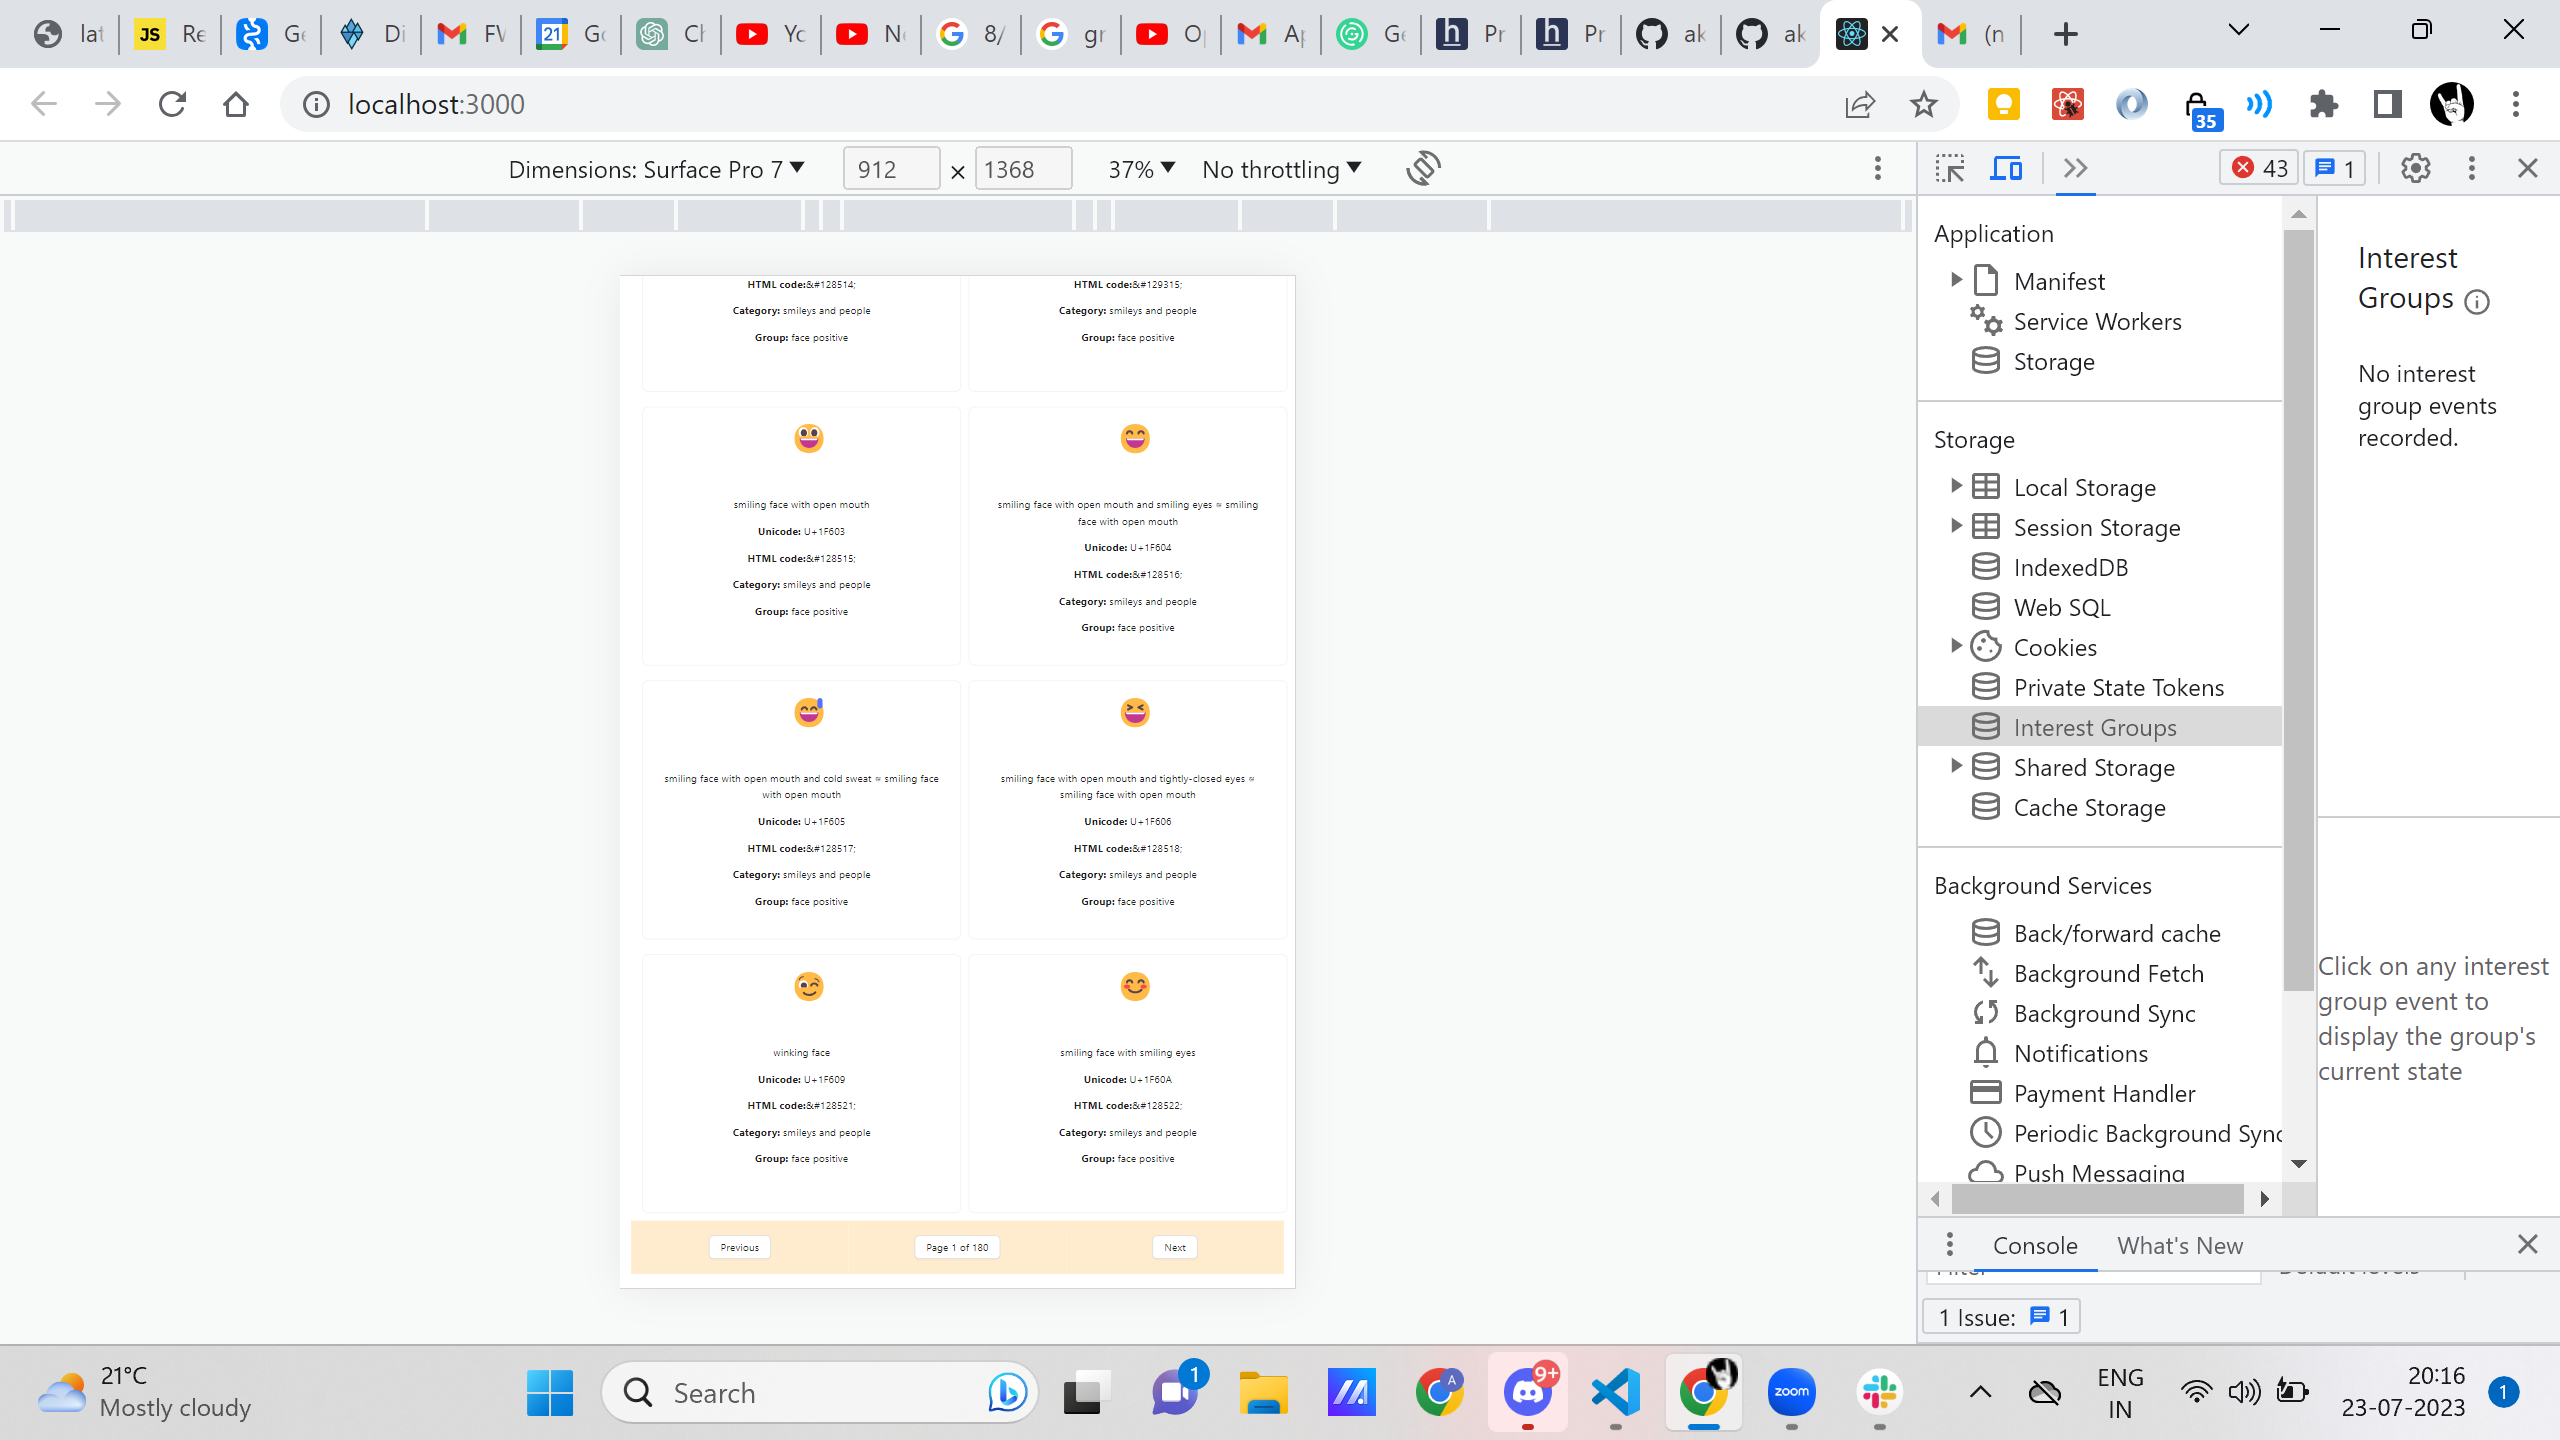 lat
Re
Ge
Di
FV
21
Go
Ch
Yo
Ne
8/
gr
Op
Ap
Ge
Pr
Pr
ak
ak
(n
localhost:3000
35
Dimensions: Surface Pro 7
912 × 1368
37%
No throttling
43
1
HTML code:&#128514;
HTML code:&#129315;
Category: smileys and people
Category: smileys and people
Group: face positive
Group: face positive
smiling face with open mouth
Unicode: U+1F603
HTML code:&#128515;
Category: smileys and people
Group: face positive
smiling face with open mouth and smiling eyes ≈ smiling
face with open mouth
Unicode: U+1F604
HTML code:&#128516;
Category: smileys and people
Group: face positive
smiling face with open mouth and cold sweat ≈ smiling face
with open mouth
Unicode: U+1F605
HTML code:&#128517;
Category: smileys and people
Group: face positive
smiling face with open mouth and tightly-closed eyes ≈
smiling face with open mouth
Unicode: U+1F606
HTML code:&#128518;
Category: smileys and people
Group: face positive
winking face
Unicode: U+1F609
HTML code:&#128521;
Category: smileys and people
Group: face positive
smiling face with smiling eyes
Unicode: U+1F60A
HTML code:&#128522;
Category: smileys and people
Group: face positive
Previous
Page 1 of 180
Next
Application
Manifest
Service Workers
Storage
Storage
Local Storage
Session Storage
IndexedDB
Web SQL
Cookies
Private State Tokens
Interest Groups
Shared Storage
Cache Storage
Background Services
Back/forward cache
Background Fetch
Background Sync
Notifications
Payment Handler
Periodic Background Sync
Push Messaging
Interest
Groups
No interest
group events
recorded.
Click on any interest
group event to
display the group's
current state
Console
What's New
1 Issue: 1
21°C
Mostly cloudy
Search
1
A
9+
zoom
ENG
IN
20:16
23-07-2023
1